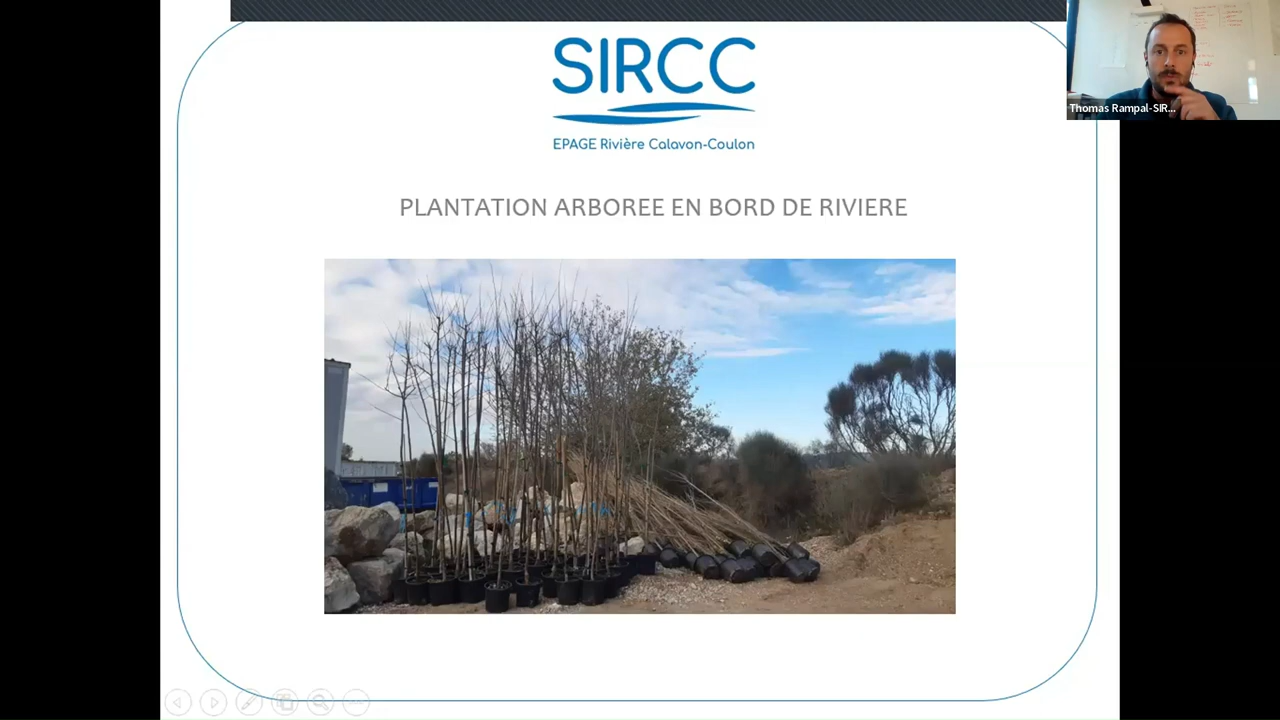 SIRCC
EPAGE Rivière Calavon-Coulon
PLANTATION ARBOREE EN BORD DE RIVIERE
Thomas Rampal-SIR...